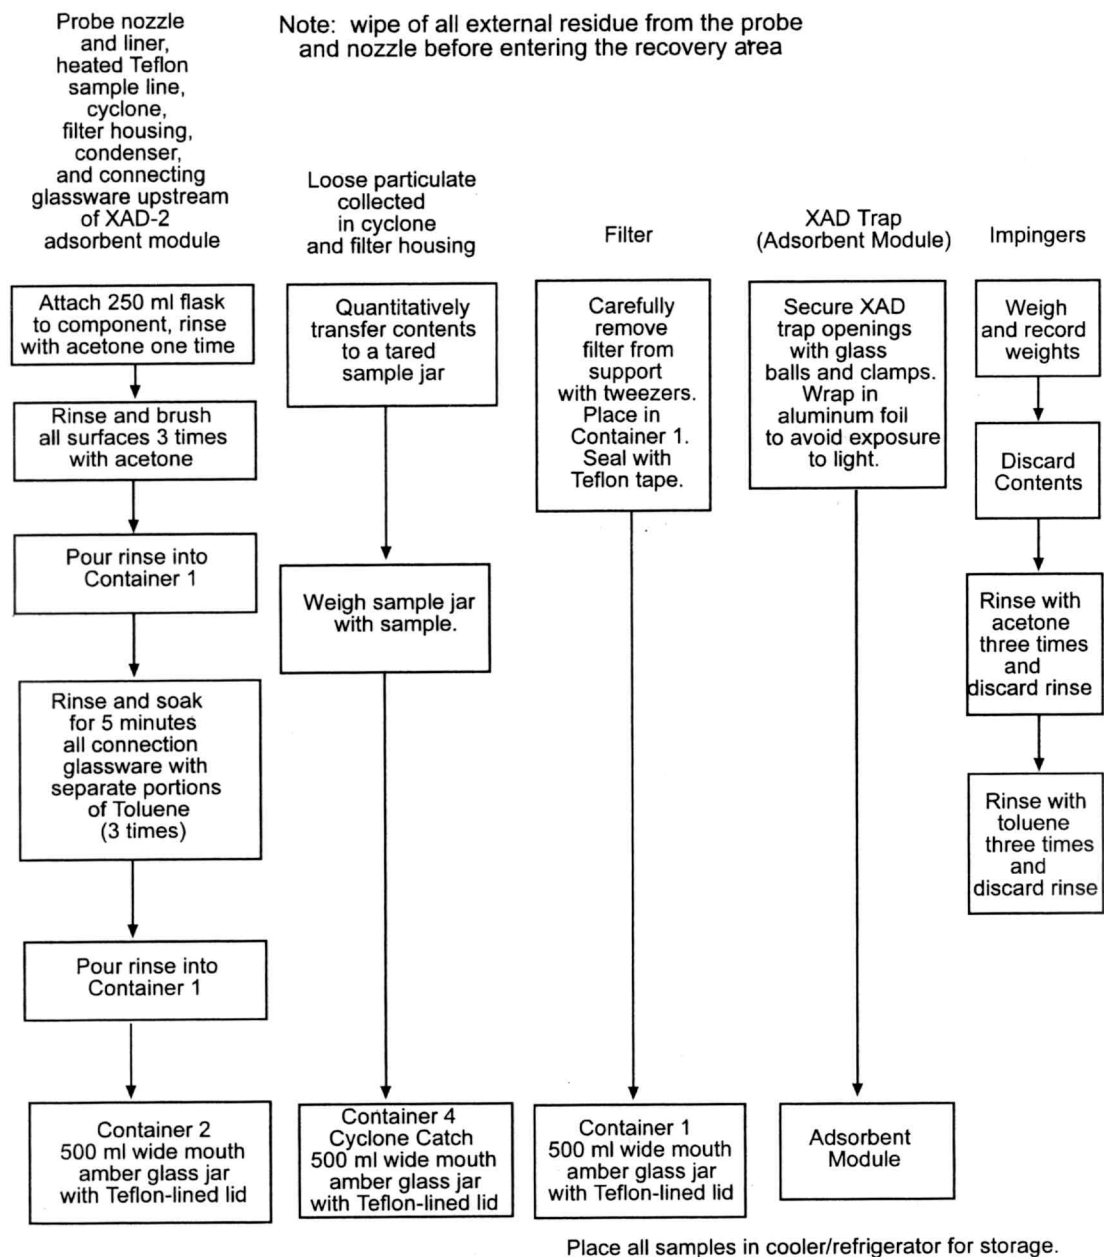 Probe nozzle
and liner,
heated Teflon
sample line,
cyclone,
filter housing,
condenser,
and connecting
glassware upstream
of XAD-2
adsorbent module
Note: wipe of all external residue from the probe
and nozzle before entering the recovery area
Loose particulate
collected
in cyclone
and filter housing
Filter
XAD Trap
(Adsorbent Module)
Impingers
Attach 250 ml flask
to component, rinse
with acetone one time
Rinse and brush
all surfaces 3 times
with acetone
Pour rinse into
Container 1
Rinse and soak
for 5 minutes
all connection
glassware with
separate portions
of Toluene
(3 times)
Pour rinse into
Container 1
Container 2
500 ml wide mouth
amber glass jar
with Teflon-lined lid
Quantitatively
transfer contents
to a tared
sample jar
Weigh sample jar
with sample.
Container 4
Cyclone Catch
500 ml wide mouth
amber glass jar
with Teflon-lined lid
Carefully
remove
filter from
support
with tweezers.
Place in
Container 1.
Seal with
Teflon tape.
Container 1
500 ml wide mouth
amber glass jar
with Teflon-lined lid
Secure XAD
trap openings
with glass
balls and clamps.
Wrap in
aluminum foil
to avoid exposure
to light.
Adsorbent
Module
Weigh
and record
weights
Discard
Contents
Rinse with
acetone
three times
and
discard rinse
Rinse with
toluene
three times
and
discard rinse
Place all samples in cooler/refrigerator for storage.